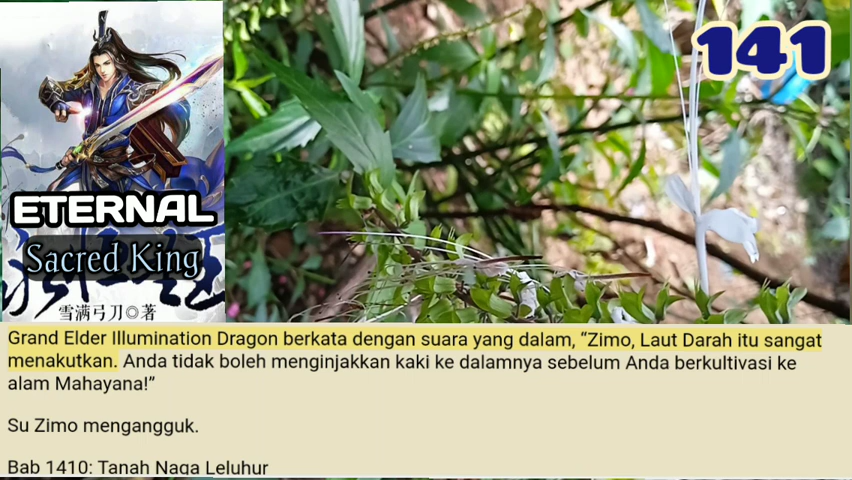 141
ETERNAL
Sacred King
雪满弓刀◎著
Grand Elder Illumination Dragon berkata dengan suara yang dalam, “Zimo, Laut Darah itu sangat
menakutkan. Anda tidak boleh menginjakkan kaki ke dalamnya sebelum Anda berkultivasi ke
alam Mahayana!”
Su Zimo mengangguk.
Bab 1410: Tanah Naga Leluhur